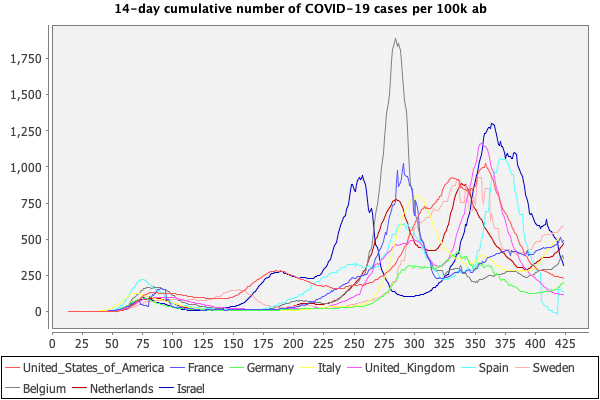 14-day cumulative number of COVID-19 cases per 100k ab
1,750
1,500
1,250
1,000
750
500
250
0
0 25 50 75 100 125 150 175 200 225 250 275 300 325 350 375 400 425
United_States_of_America France Germany Italy United_Kingdom Spain Sweden
Belgium Netherlands Israel